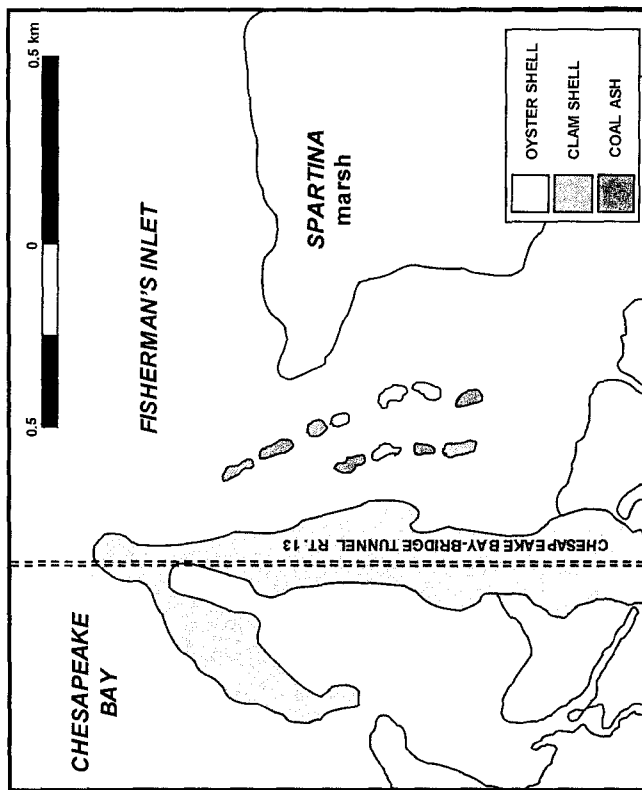 0.5
0
0.5 km
FISHERMAN'S INLET
CHESAPEAKE
BAY
SPARTINA
marsh
CHESAPEAKE BAY-BRIDGE TUNNEL RT. 13
OYSTER SHELL
CLAM SHELL
COAL ASH